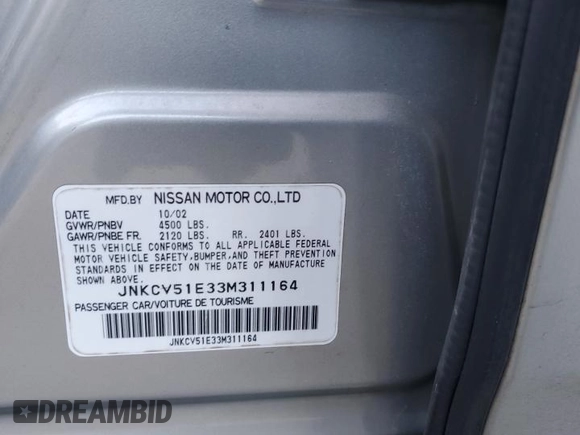 MFD.BY NISSAN MOTOR CO.,LTD
DATE 10/02
GVWR/PNBV 4500 LBS.
GAWR/PNBE FR. 2120 LBS. RR. 2401 LBS.
THIS VEHICLE CONFORMS TO ALL APPLICABLE FEDERAL
MOTOR VEHICLE SAFETY,BUMPER,AND THEFT PREVENTION
STANDARDS IN EFFECT ON THE DATE OF MANUFACTURE
SHOWN ABOVE.
JNKCV51E33M311164
PASSENGER CAR/VOITURE DE TOURISME
JNKCV51E33M311164
DREAMBID